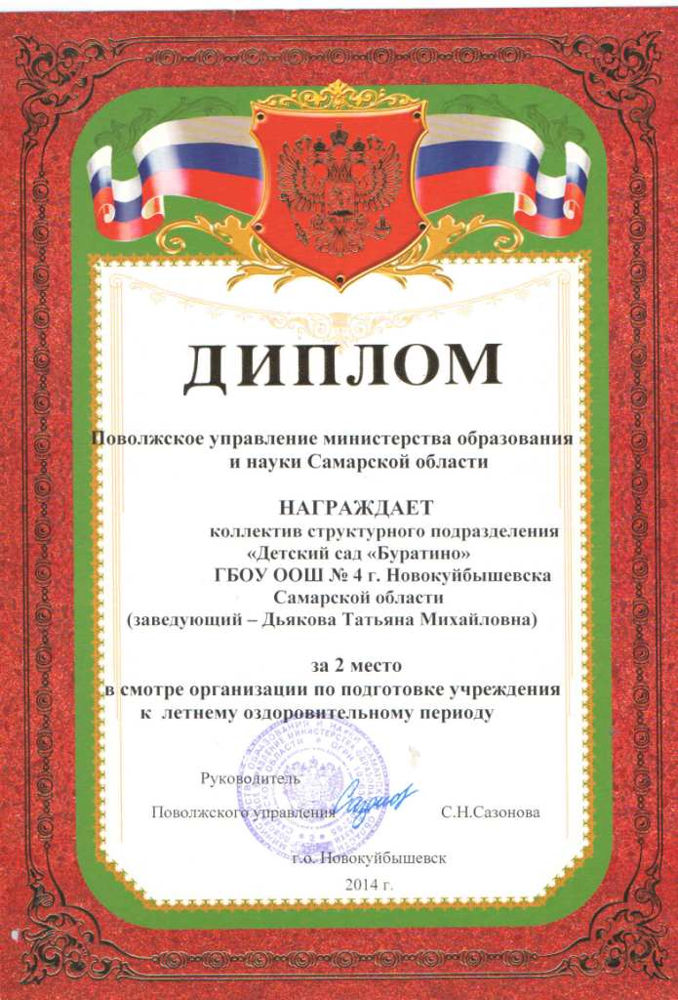 ДИПЛОМ
Поволжское управление министерства образования
и науки Самарской области
НАГРАЖДАЕТ
коллектив структурного подразделения
«Детский сад «Буратино»
ГБОУ ООШ № 4 г. Новокуйбышевска
Самарской области
(заведующий – Дьякова Татьяна Михайловна)
за 2 место
в смотре организации по подготовке учреждения
к летнему оздоровительному периоду
Руководитель
Поволжского управления С.Н.Сазонова
г.о. Новокуйбышевск
2014 г.